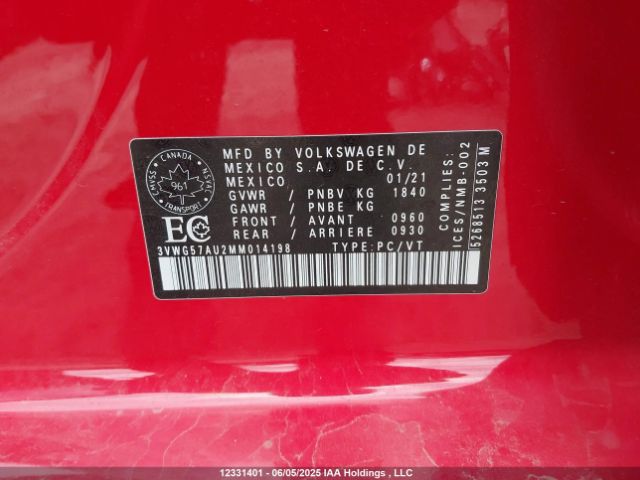 MFD BY VOLKSWAGEN DE
MEXICO S.A. DE C.V.
MEXICO 01/21
GVWR / PNBV KG 1840
GAWR / PNBE KG
FRONT / AVANT 0960
REAR / ARRIERE 0930
3VWG57AU2MM014198 TYPE:PC/VT
CANADA
CMVSS
NSVAC
961
TRANSPORT
EC
COMPLIES:
ICES/NMB-002
5268513 3503 M
12331401 - 06/05/2025 IAA Holdings , LLC